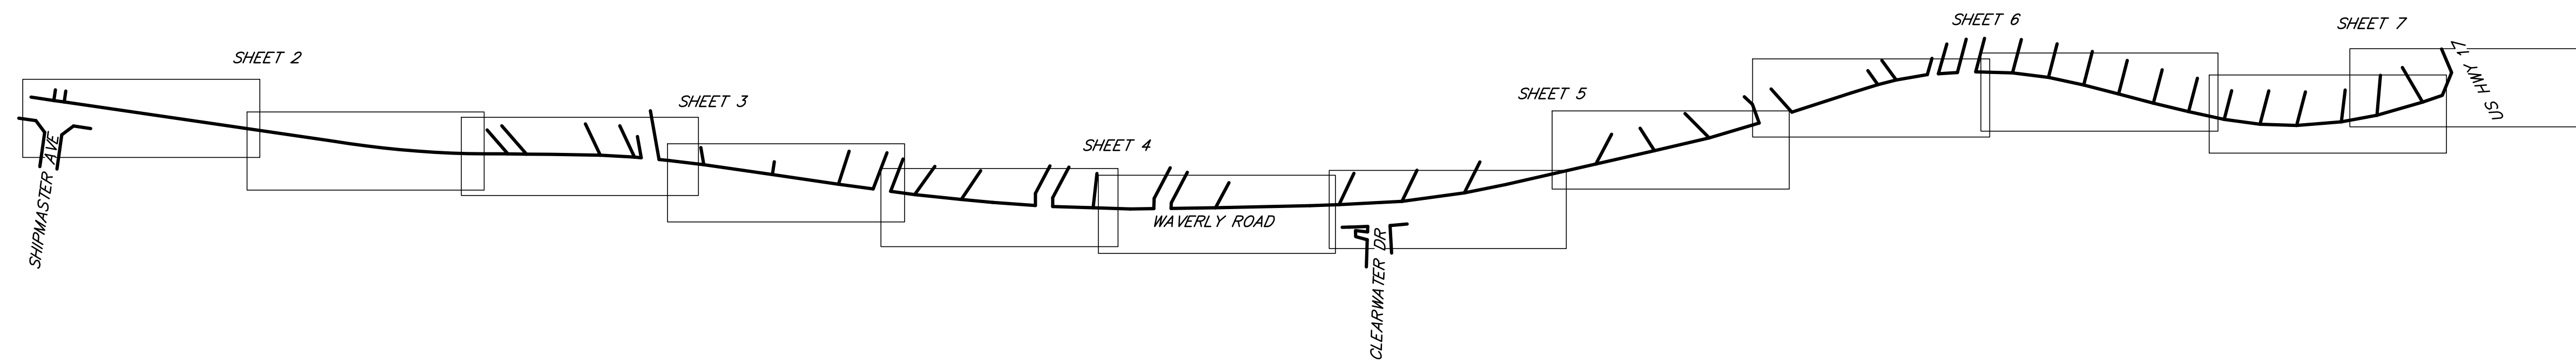 SHEET 2
SHEET 3
SHEET 4
SHEET 5
SHEET 6
SHEET 7
SHIPMASTER AVE
WAVERLY ROAD
CLEARWATER DR
US HWY 17